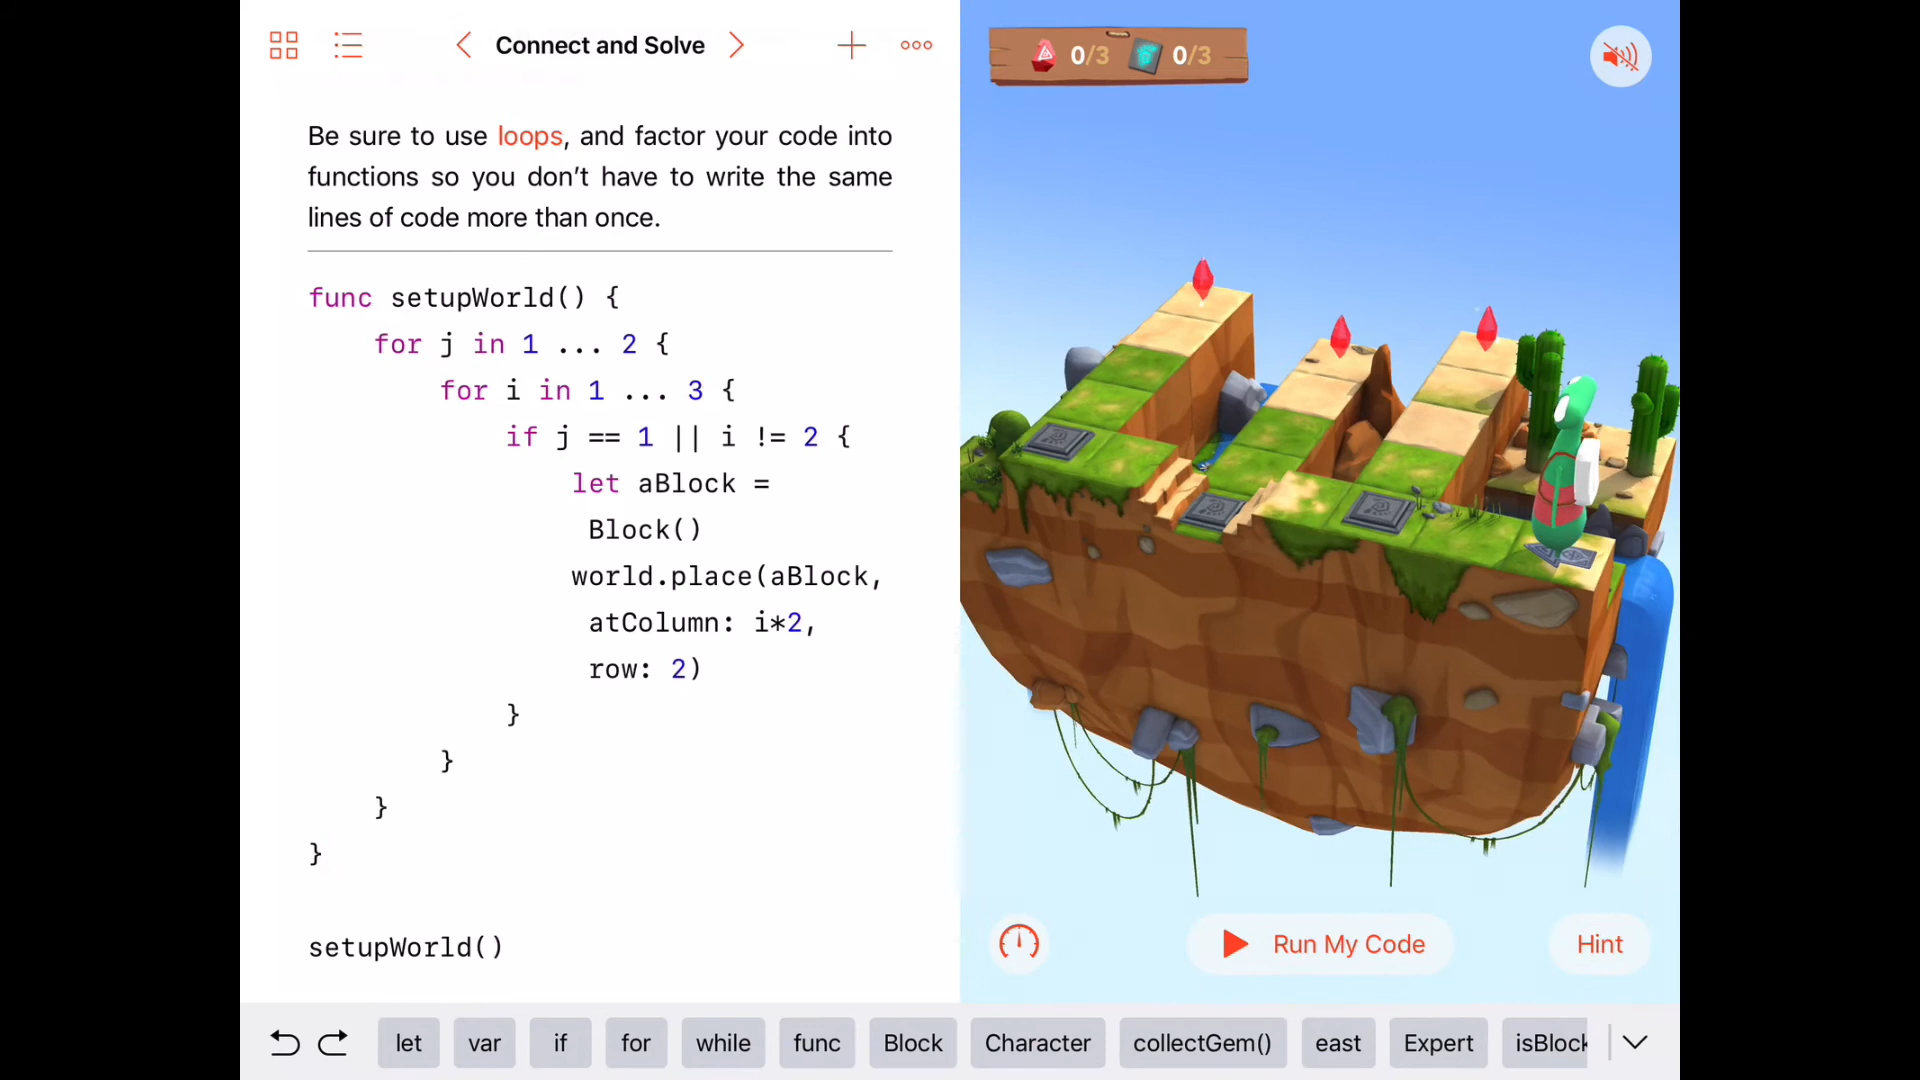 Connect and Solve
Be sure to use loops, and factor your code into
functions so you don’t have to write the same
lines of code more than once.
func setupWorld() {
for j in 1 ... 2 {
for i in 1 ... 3 {
if j == 1 || i != 2 {
let aBlock =
Block()
world.place(aBlock,
atColumn: i*2,
row: 2)
}
}
}
}
setupWorld()
0/3 0/3
Run My Code
Hint
let var if for while func Block Character collectGem() east Expert isBlock